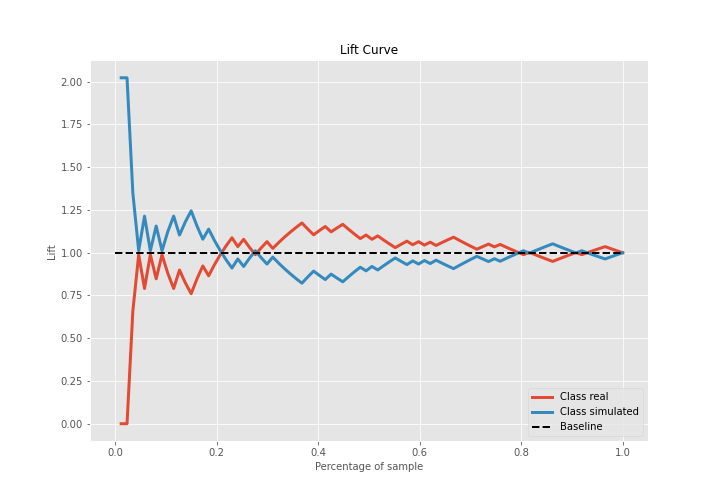 Lift Curve
2.00
1.75
1.50
1.25
1.00
0.75
0.50
0.25
0.00
Lift
0.0 0.2 0.4 0.6 0.8 1.0
Percentage of sample
Class real
Class simulated
Baseline